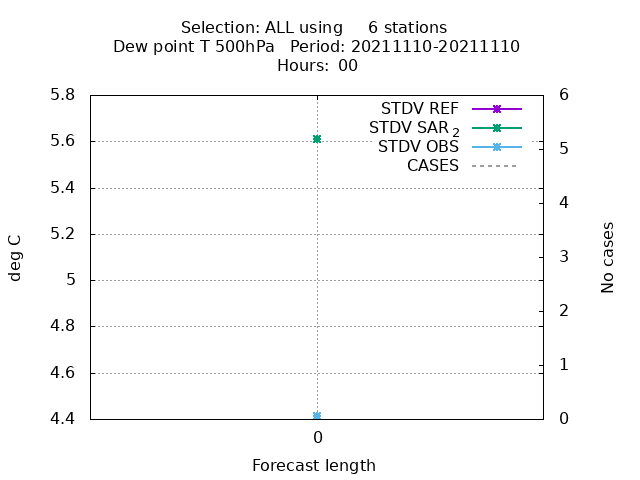 Selection: ALL using     6 stations
Dew point T 500hPa   Period: 20211110-20211110
Hours: 00
5.8
5.6
5.4
5.2
5
4.8
4.6
4.4
6
5
4
3
2
1
0
STDV REF
STDV SAR 2
STDV OBS
CASES
deg C
No cases
0
Forecast length